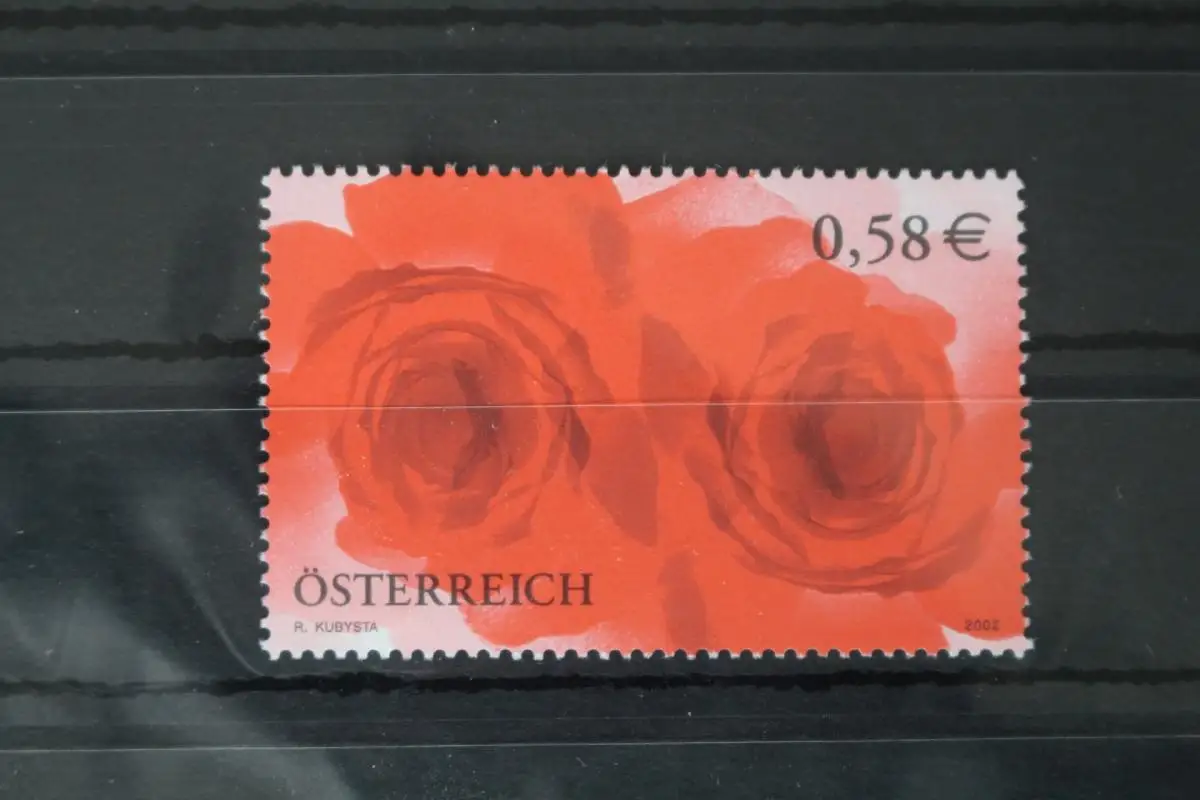 0,58 €
ÖSTERREICH
R. KUBYSTA
2002